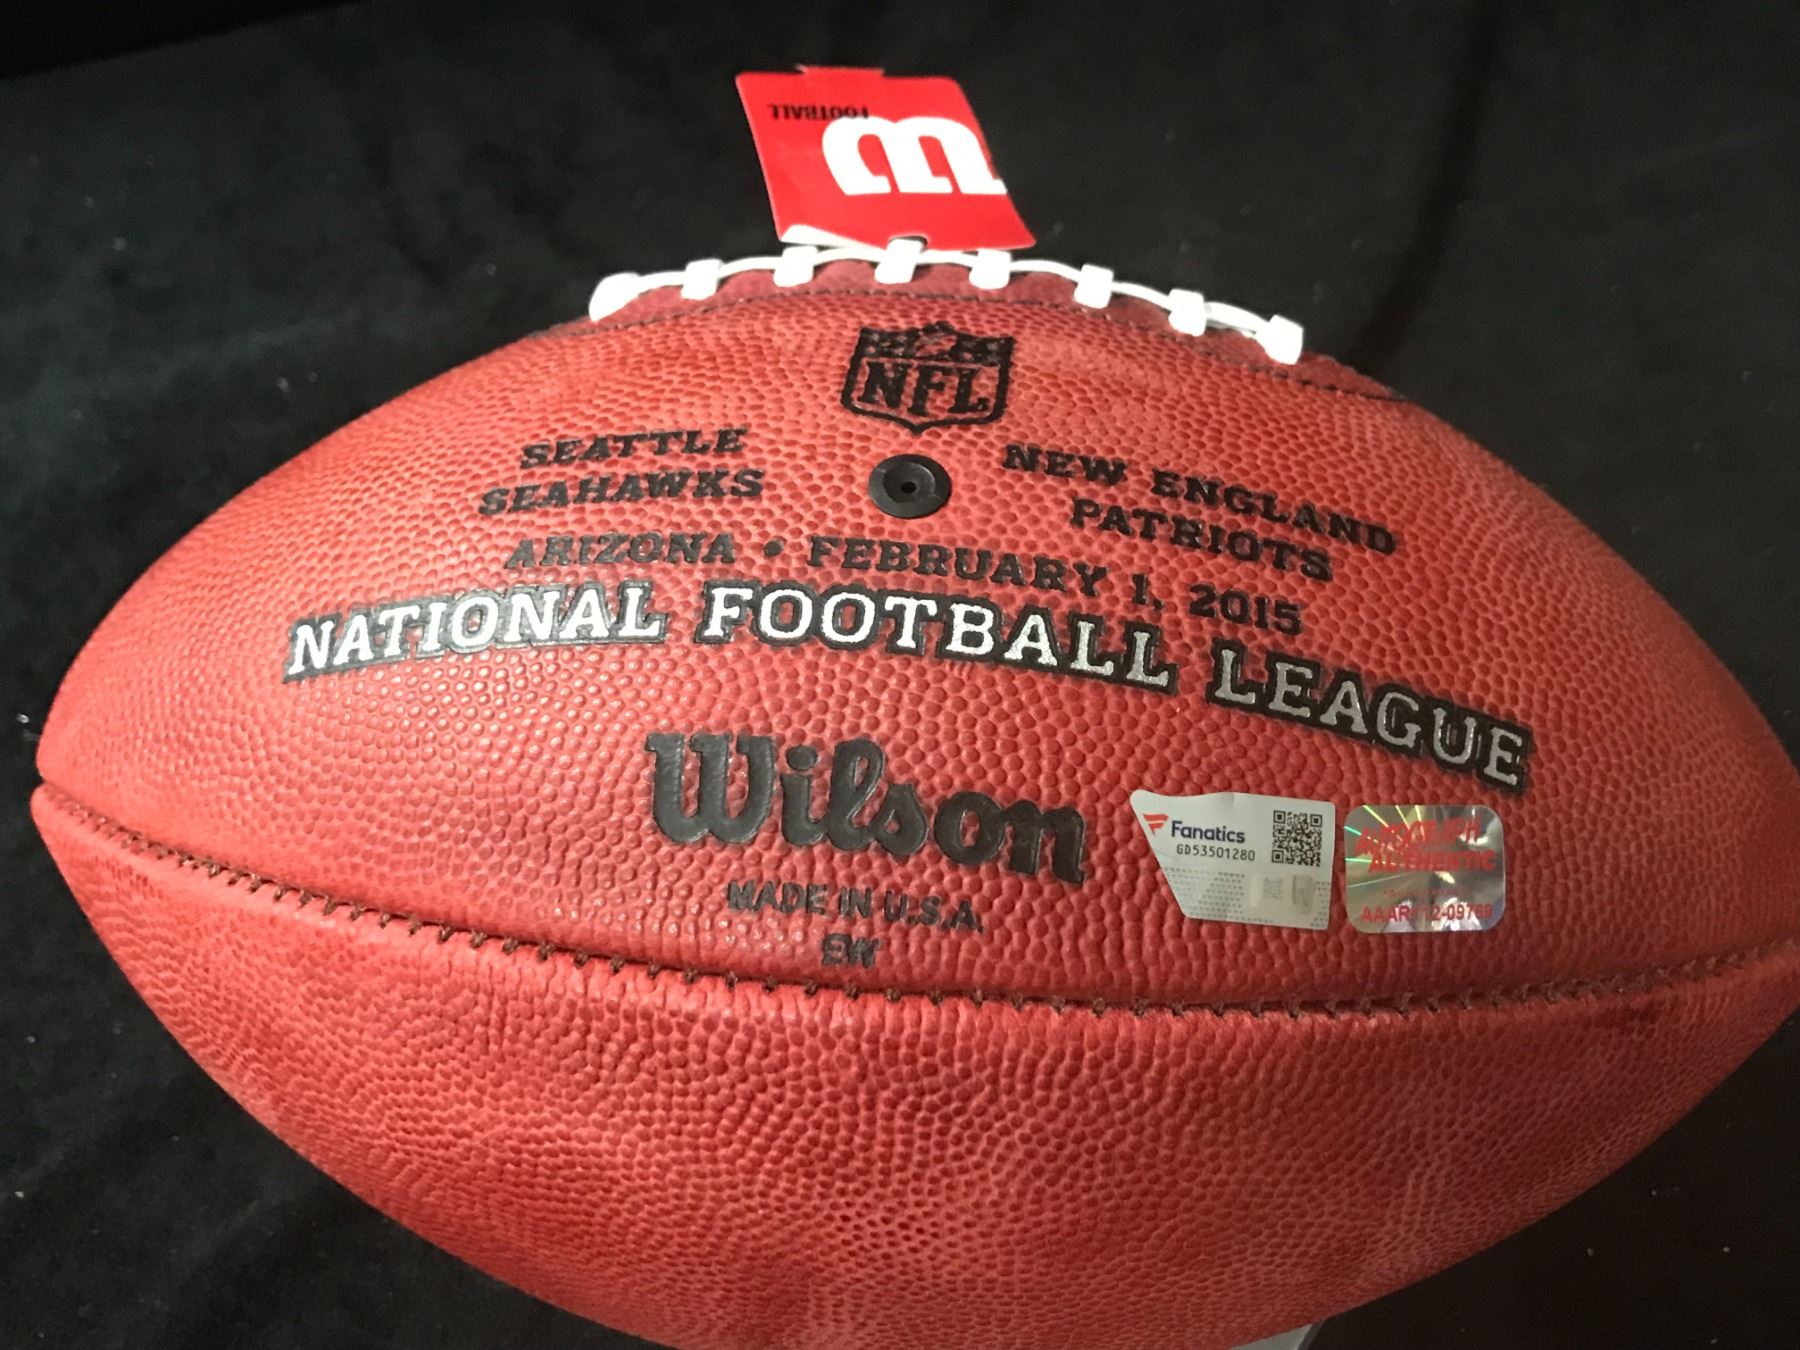 FOOTBALL
NFL
SEATTLE
SEAHAWKS
NEW ENGLAND
PATRIOTS
ARIZONA • FEBRUARY 1, 2015
NATIONAL FOOTBALL LEAGUE
Wilson
MADE IN U.S.A.
EW
Fanatics
GD53501280
AUTOGRAPH
AUTHENTIC